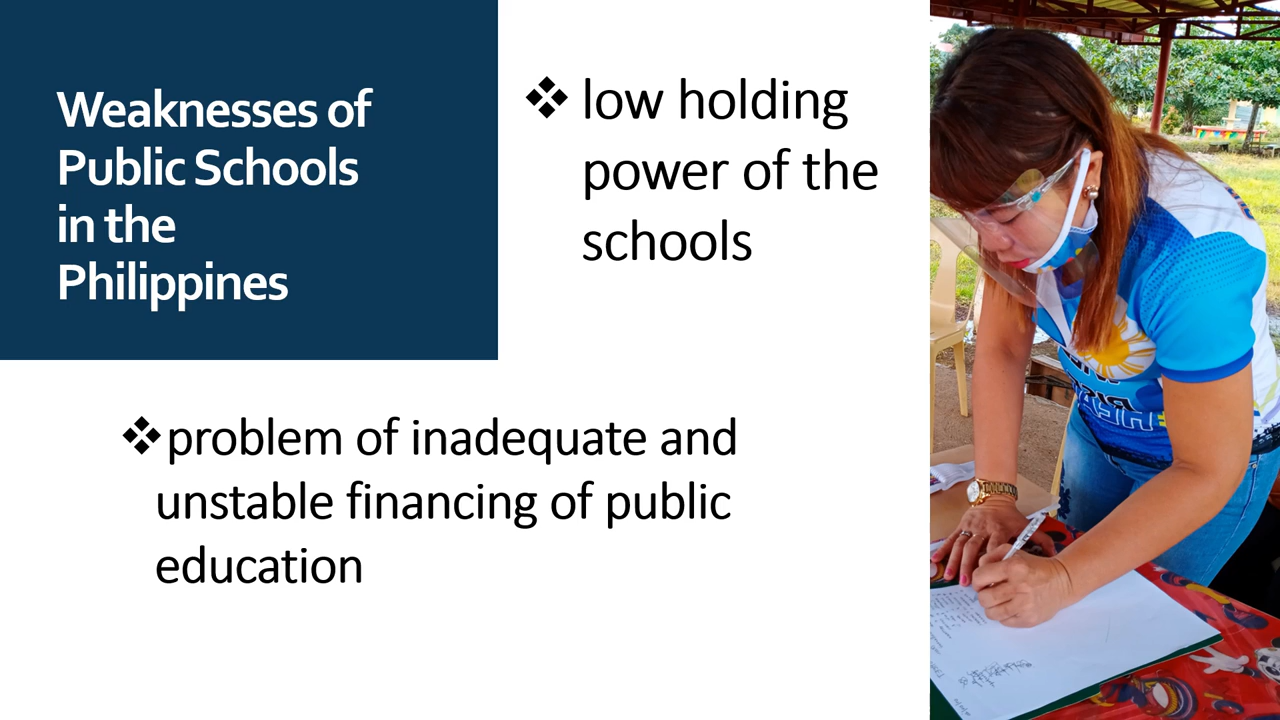 Weaknesses of
Public Schools
in the
Philippines
❖ low holding
power of the
schools
❖problem of inadequate and
unstable financing of public
education